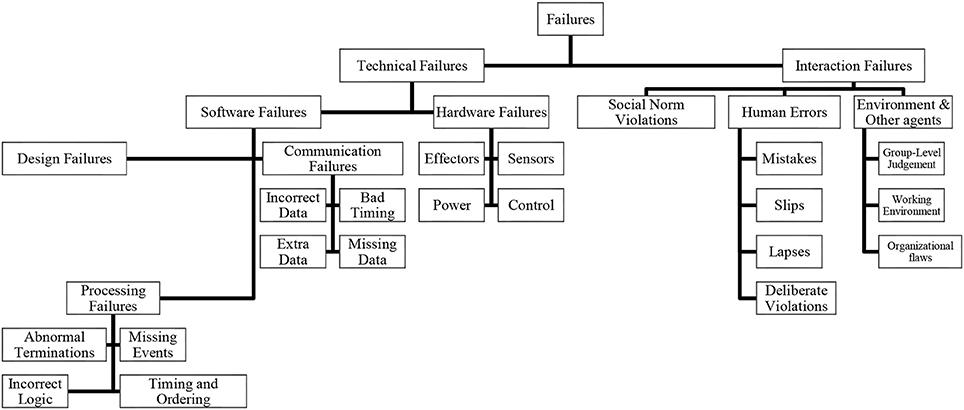 Failures
Technical Failures
Interaction Failures
Software Failures
Hardware Failures
Social Norm
Violations
Human Errors
Environment &
Other agents
Design Failures
Communication
Failures
Effectors
Sensors
Mistakes
Group-Level
Judgement
Incorrect
Data
Bad
Timing
Power
Control
Slips
Working
Environment
Extra
Data
Missing
Data
Lapses
Organizational
flaws
Processing
Failures
Deliberate
Violations
Abnormal
Terminations
Missing
Events
Incorrect
Logic
Timing and
Ordering